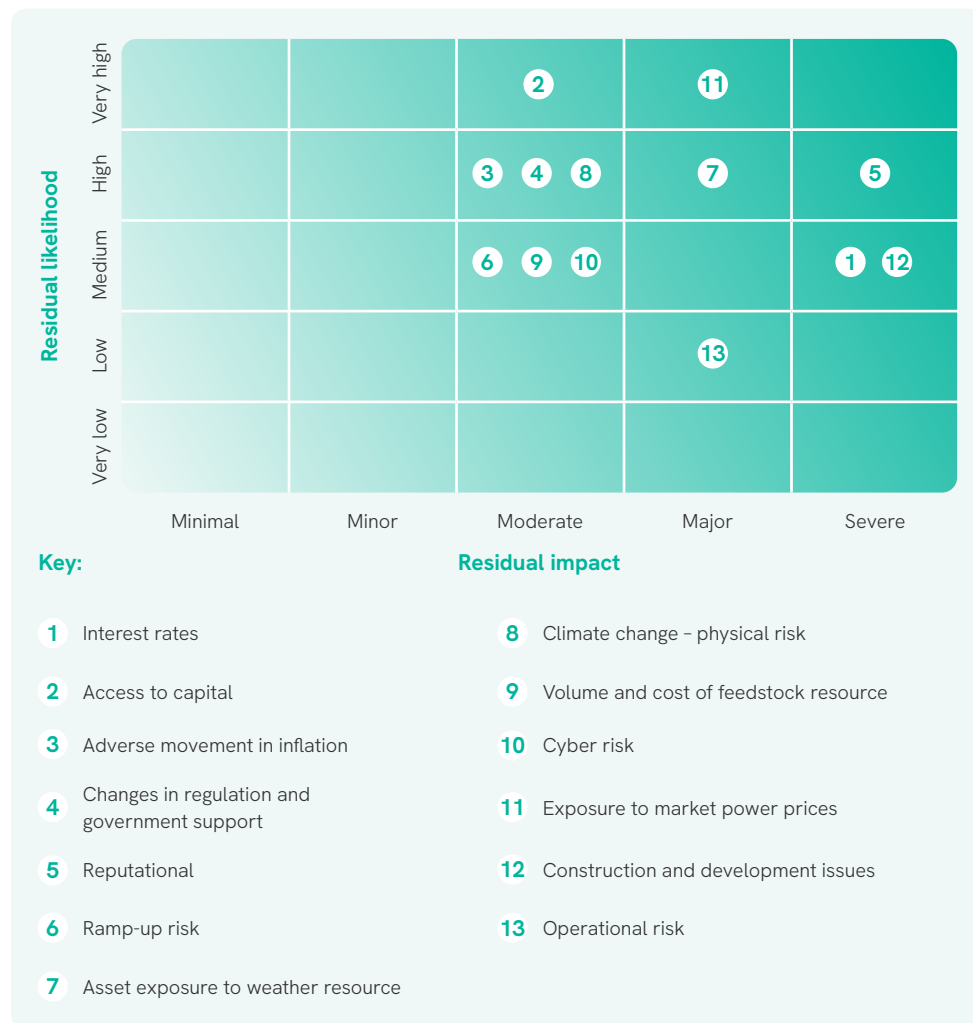 Residual likelihood
Very high
2
11
High
3 4 8
7
5
Medium
6 9 10
1 12
Low
13
Very low
Minimal
Minor
Moderate
Major
Severe
Key:
Residual impact
1 Interest rates
2 Access to capital
3 Adverse movement in inflation
4 Changes in regulation and
government support
5 Reputational
6 Ramp-up risk
7 Asset exposure to weather resource
8 Climate change – physical risk
9 Volume and cost of feedstock resource
10 Cyber risk
11 Exposure to market power prices
12 Construction and development issues
13 Operational risk